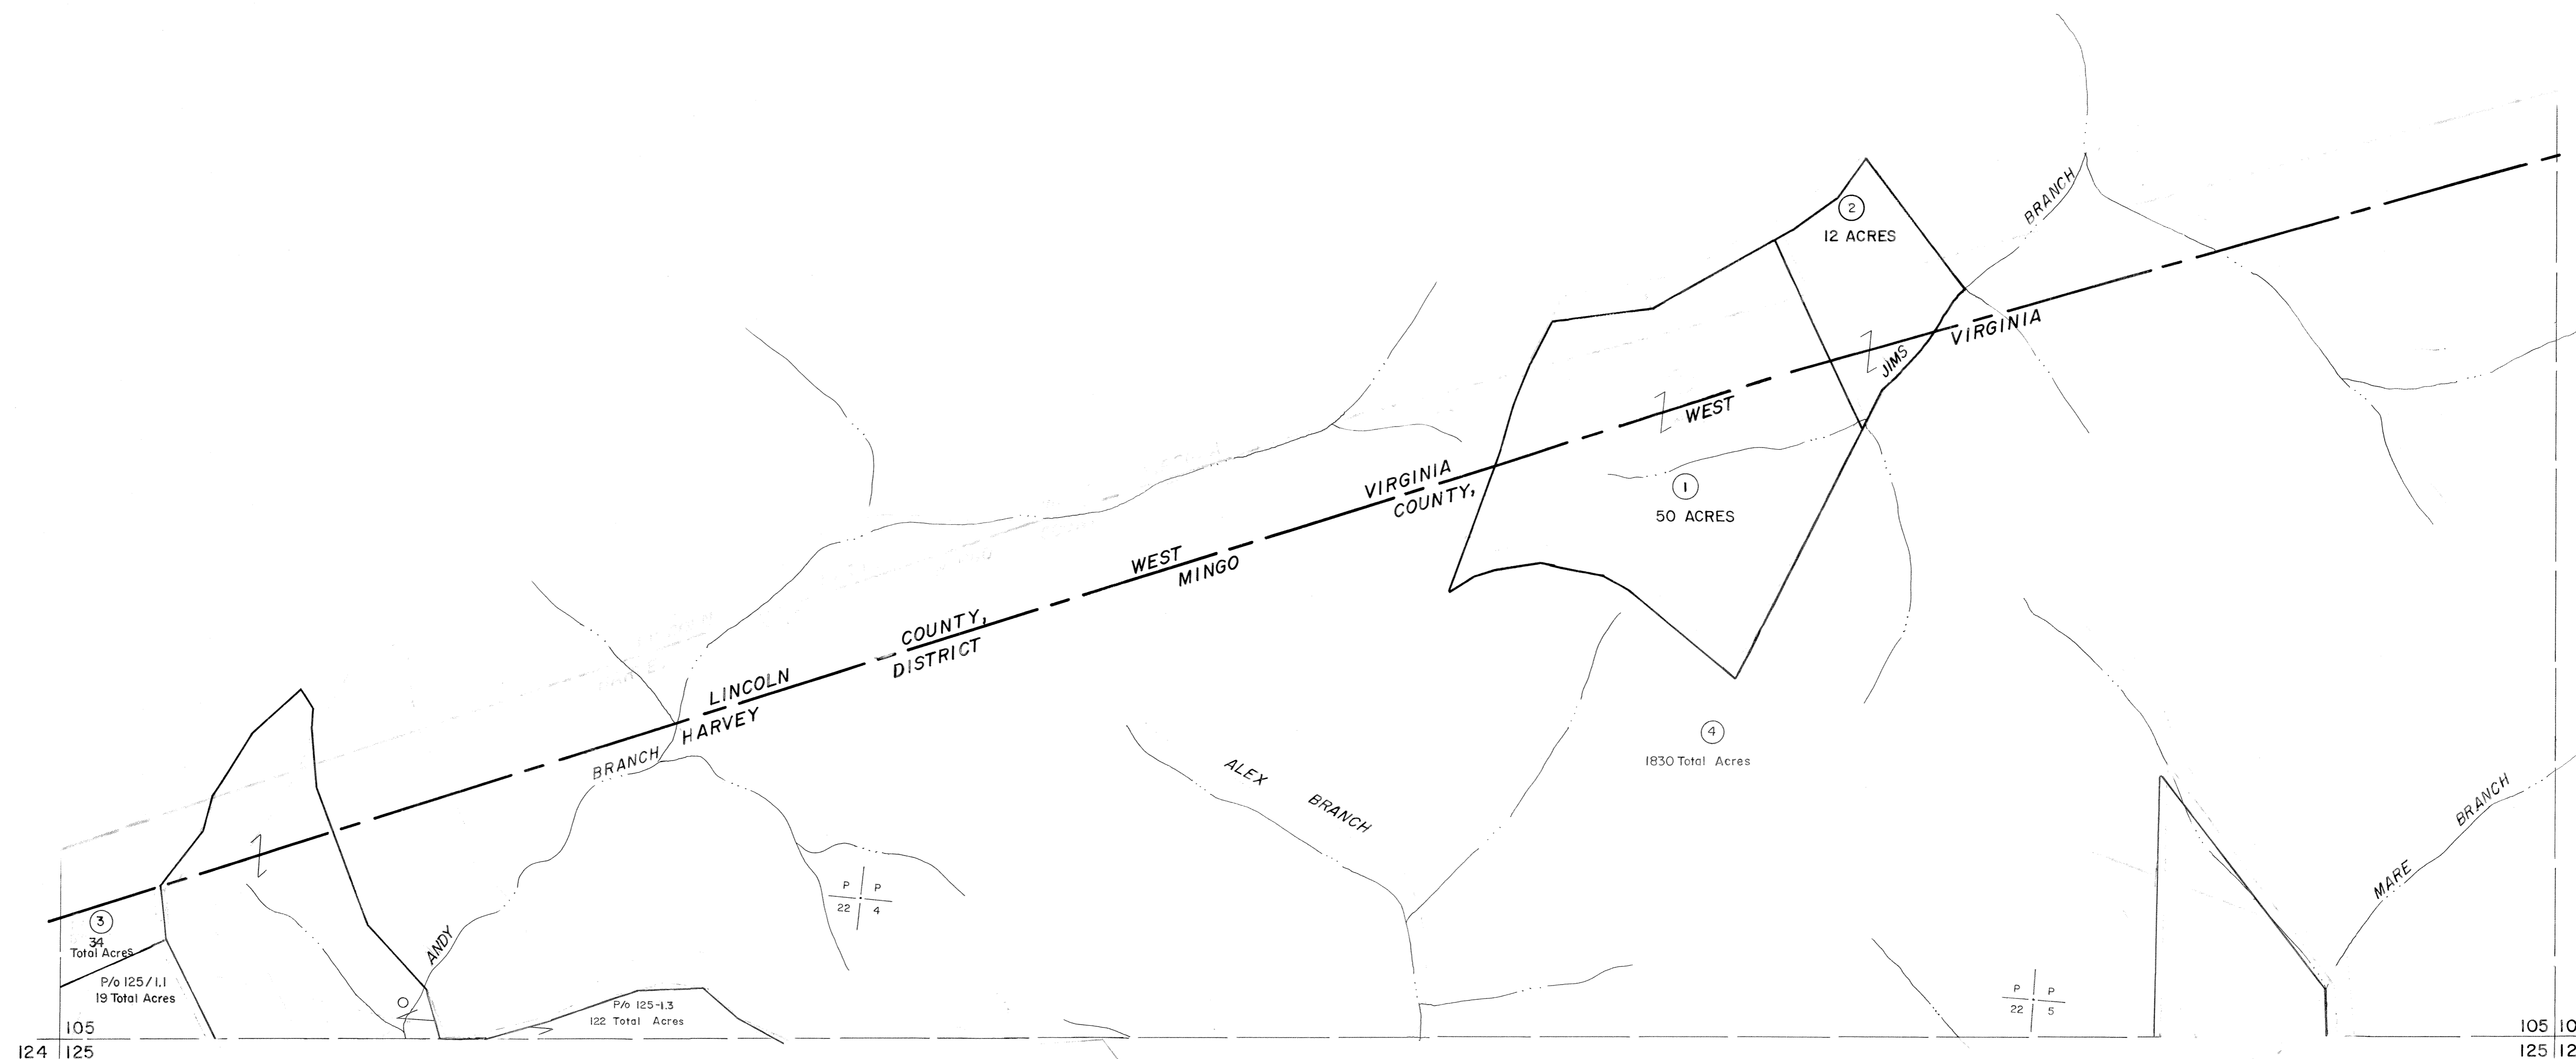 BRANCH
2
12 ACRES
VIRGINIA
JIMS
WEST
1
50 ACRES
VIRGINIA
COUNTY,
WEST
MINGO
COUNTY,
DISTRICT
LINCOLN
HARVEY
BRANCH
4
1830 Total Acres
ALEX
BRANCH
BRANCH
MARE
P P
22 4
3
34
Total Acres
ANDY
P/o 125/1.1
19 Total Acres
P/o 125-1.3
122 Total Acres
P P
22 5
105
124 125
105 10
125 12